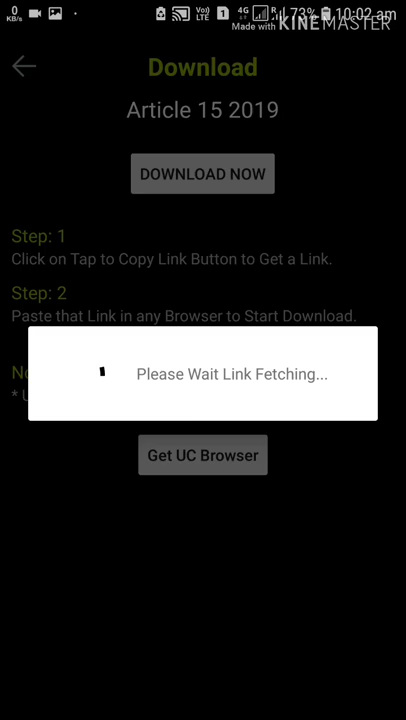 0
KB/s
Vo))
LTE
1
4G
R
73%
10:02 am
Made with KINEMASTER
Download
Article 15 2019
DOWNLOAD NOW
Step: 1
Click on Tap to Copy Link Button to Get a Link.
Step: 2
Paste that Link in any Browser to Start Download.
Please Wait Link Fetching...
* U
Get UC Browser